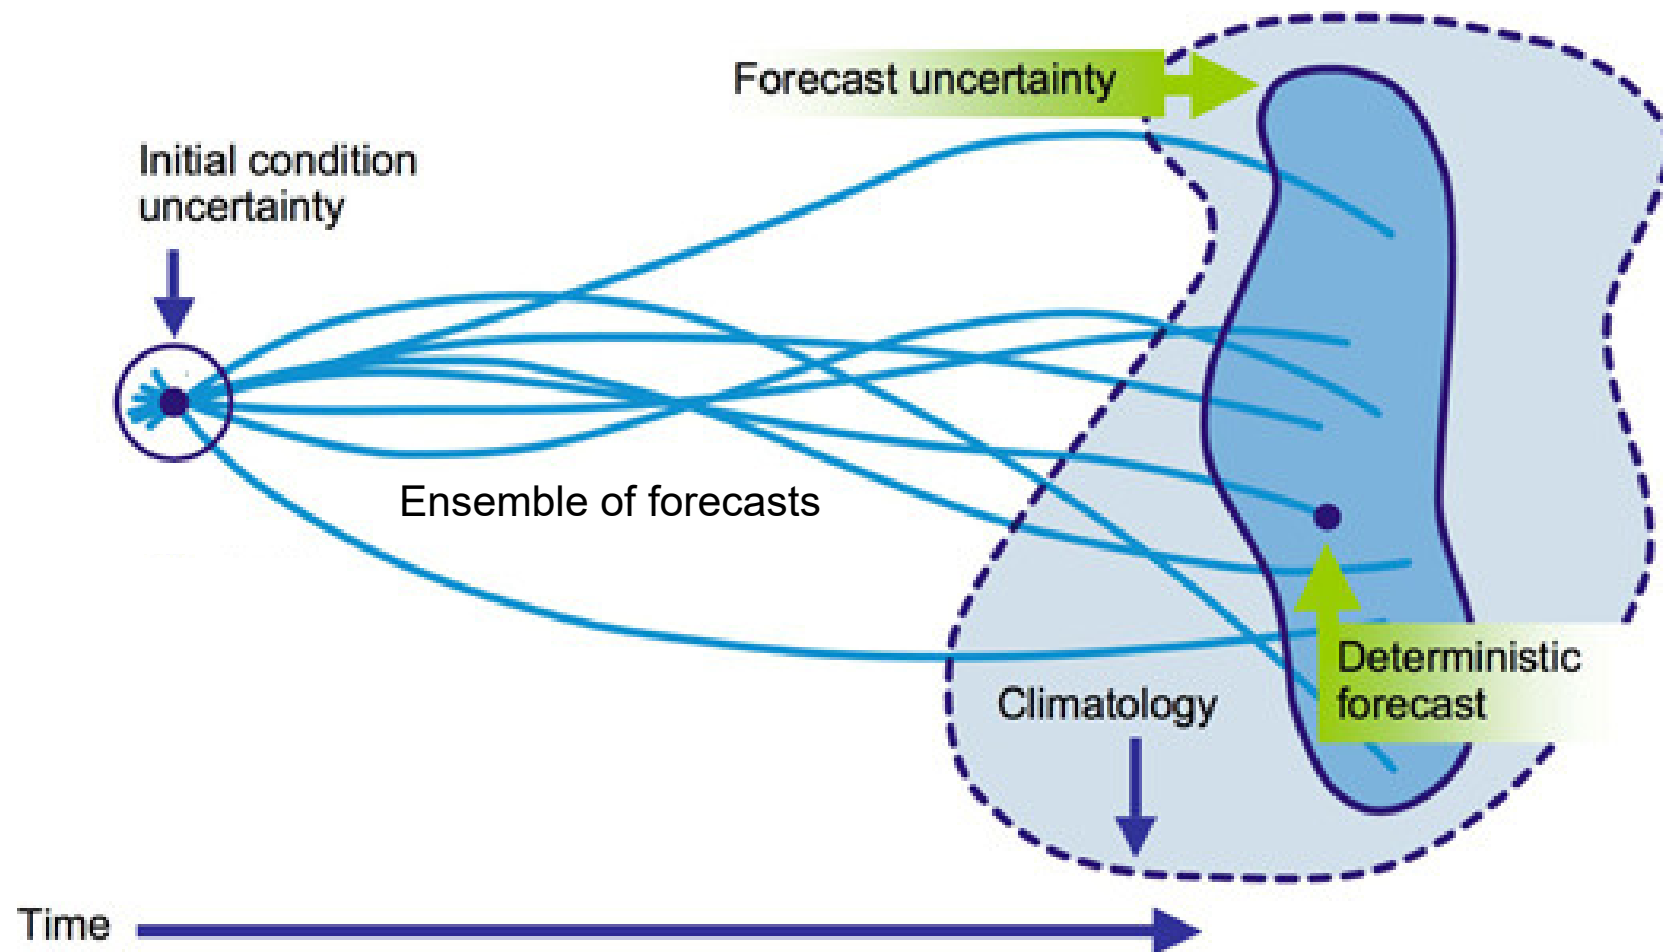 Forecast uncertainty
Initial condition
uncertainty
Ensemble of forecasts
Deterministic
forecast
Climatology
Time